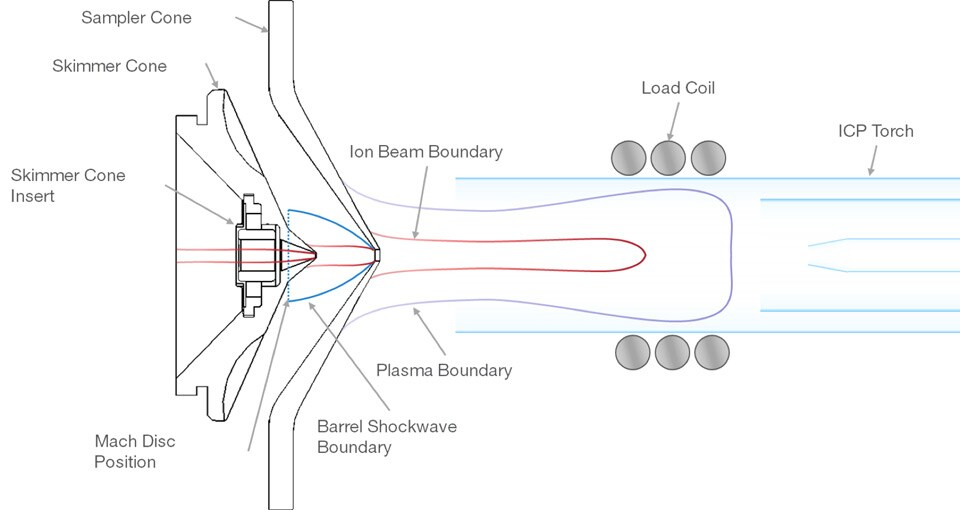 Sampler Cone
Skimmer Cone
Load Coil
ICP Torch
Ion Beam Boundary
Skimmer Cone
Insert
Plasma Boundary
Barrel Shockwave
Boundary
Mach Disc
Position